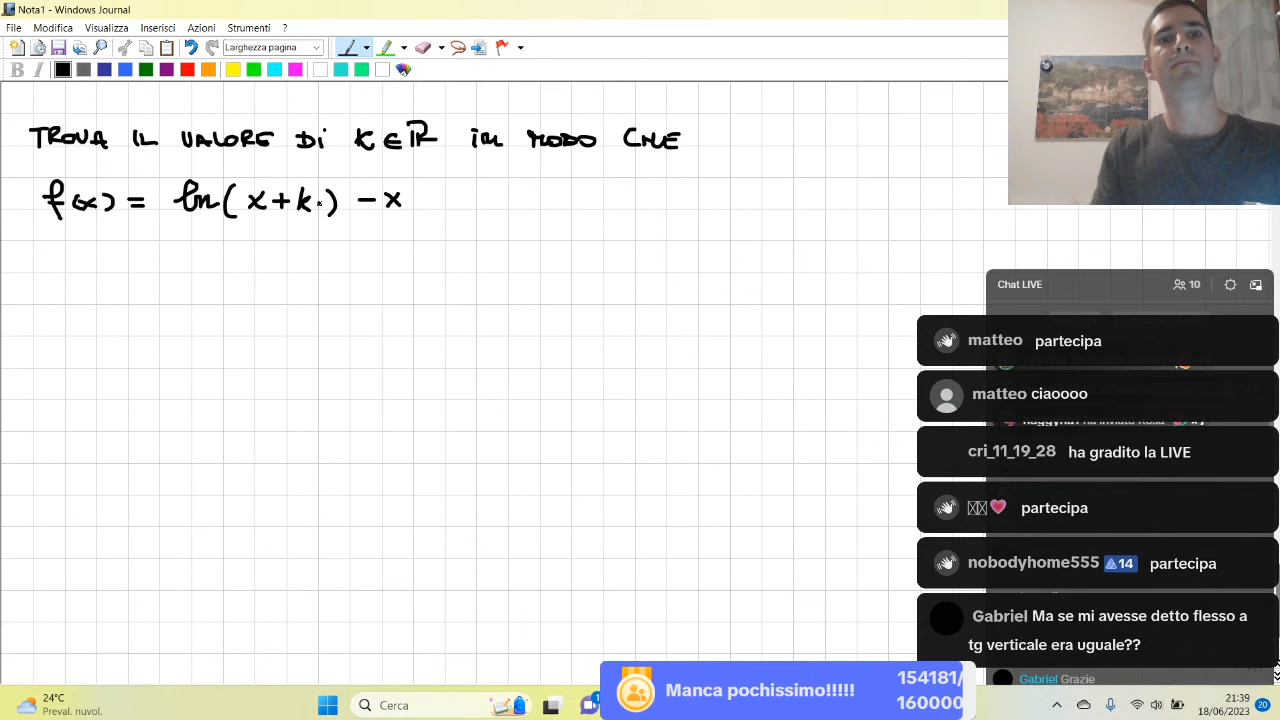 Nota1 - Windows Journal
File Modifica Visualizza Inserisci Azioni Strumenti ?
Larghezza pagina
B I
TROVA IL VALORE Di K ∈ ℝ IN MODO CHE
f(x) = ln(x+k) - x
Chat LIVE 10
matteo partecipa
matteo ciaoooo
cri_11_19_28 ha gradito la LIVE
partecipa
nobodyhome555 14 partecipa
Gabriel Ma se mi avesse detto flesso a
tg verticale era uguale??
Gabriel Grazie
Manca pochissimo!!!!!
154181/
160000
24°C
Preval. nuvol.
Cerca
21:39
18/06/2023
20